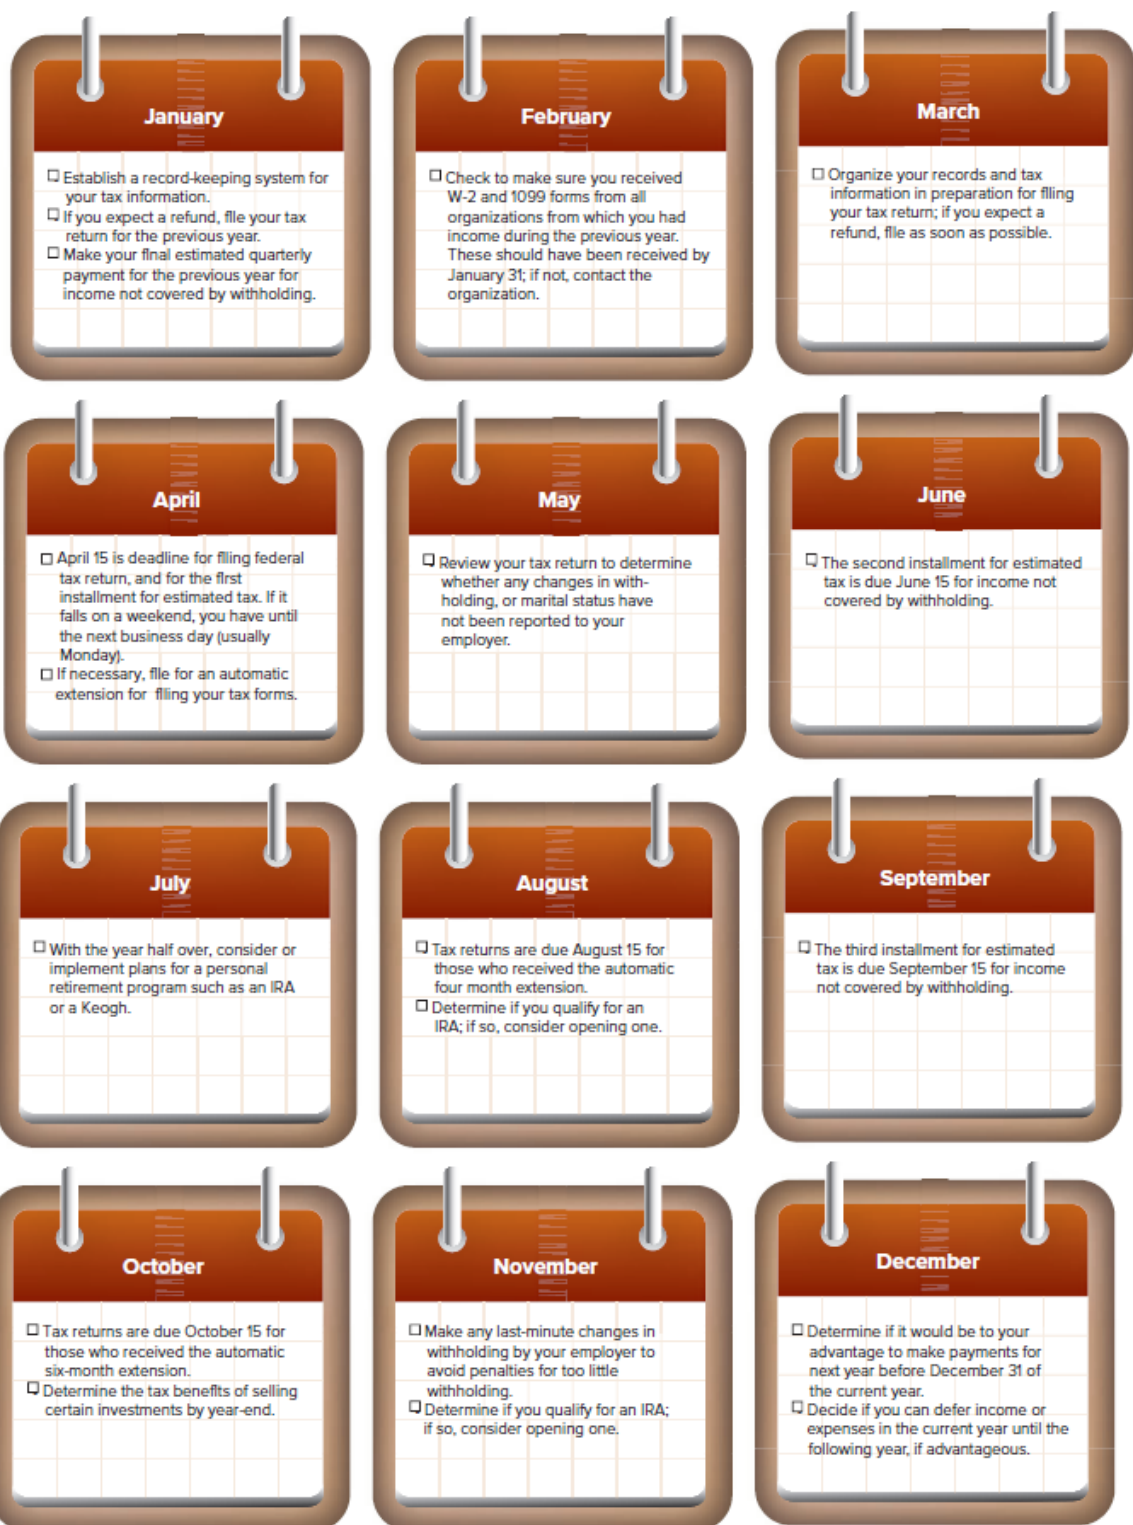 January
☐ Establish a record-keeping system for
your tax information.
☐ If you expect a refund, file your tax
return for the previous year.
☐ Make your final estimated quarterly
payment for the previous year for
income not covered by withholding.
February
☐ Check to make sure you received
W-2 and 1099 forms from all
organizations from which you had
income during the previous year.
These should have been received by
January 31; if not, contact the
organization.
March
☐ Organize your records and tax
information in preparation for filing
your tax return; if you expect a
refund, file as soon as possible.
April
☐ April 15 is deadline for filing federal
tax return, and for the first
installment for estimated tax. If it
falls on a weekend, you have until
the next business day (usually
Monday).
☐ If necessary, file for an automatic
extension for filing your tax forms.
May
☐ Review your tax return to determine
whether any changes in with-
holding, or marital status have
not been reported to your
employer.
June
☐ The second installment for estimated
tax is due June 15 for income not
covered by withholding.
July
☐ With the year half over, consider or
implement plans for a personal
retirement program such as an IRA
or a Keogh.
August
☐ Tax returns are due August 15 for
those who received the automatic
four month extension.
☐ Determine if you qualify for an
IRA; if so, consider opening one.
September
☐ The third installment for estimated
tax is due September 15 for income
not covered by withholding.
October
☐ Tax returns are due October 15 for
those who received the automatic
six-month extension.
☐ Determine the tax benefits of selling
certain investments by year-end.
November
☐ Make any last-minute changes in
withholding by your employer to
avoid penalties for too little
withholding.
☐ Determine if you qualify for an IRA;
if so, consider opening one.
December
☐ Determine if it would be to your
advantage to make payments for
next year before December 31 of
the current year.
☐ Decide if you can defer income or
expenses in the current year until the
following year, if advantageous.